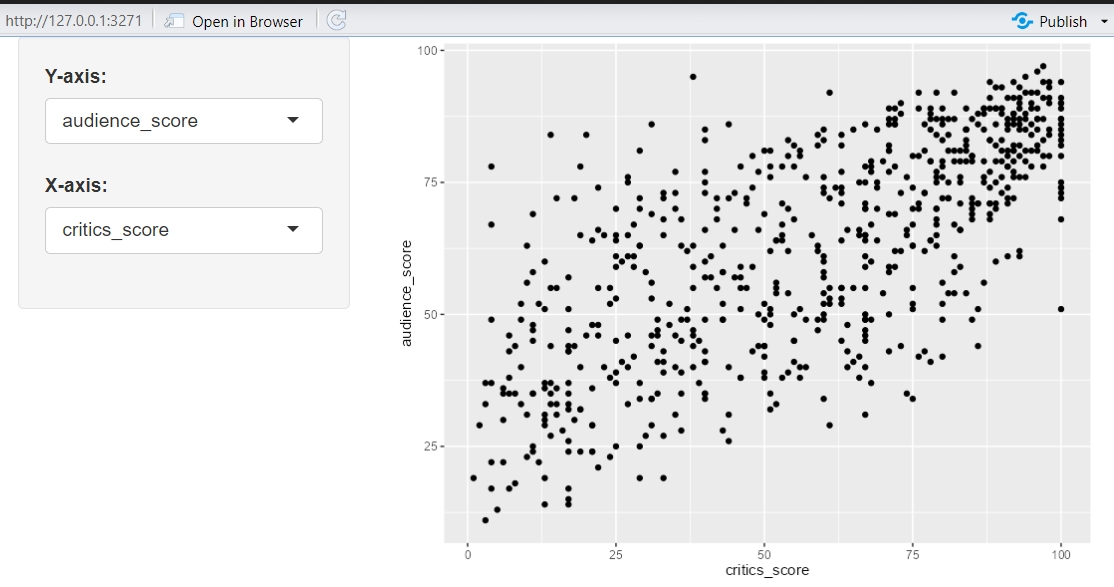 http://127.0.0.1:3271 Open in Browser Publish
Y-axis:
audience_score
X-axis:
critics_score
100
75
50
25
audience_score
0 25 50 75 100
critics_score